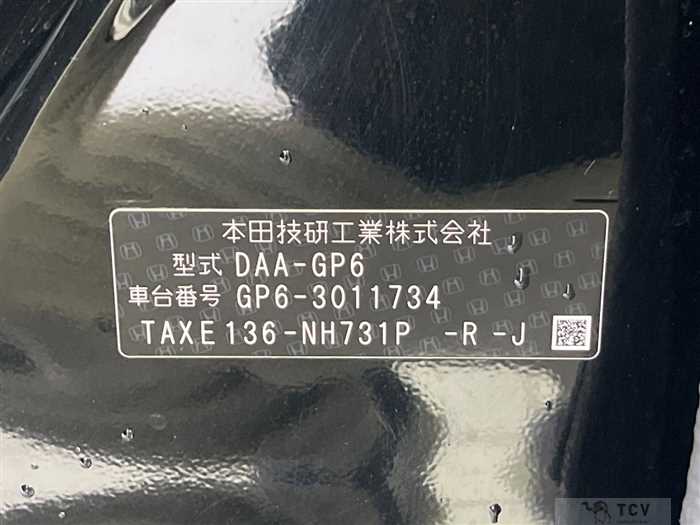 本田技研工業株式会社
型式 DAA-GP6
車台番号 GP6-3011734
TAXE136-NH731P -R -J
TCV